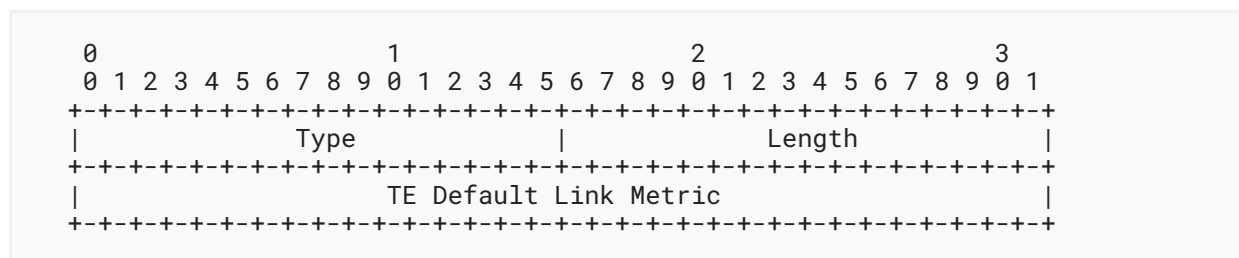 0                   1                   2                   3
 0 1 2 3 4 5 6 7 8 9 0 1 2 3 4 5 6 7 8 9 0 1 2 3 4 5 6 7 8 9 0 1
+-+-+-+-+-+-+-+-+-+-+-+-+-+-+-+-+-+-+-+-+-+-+-+-+-+-+-+-+-+-+-+-+
|              Type             |             Length            |
+-+-+-+-+-+-+-+-+-+-+-+-+-+-+-+-+-+-+-+-+-+-+-+-+-+-+-+-+-+-+-+-+
|                    TE Default Link Metric                     |
+-+-+-+-+-+-+-+-+-+-+-+-+-+-+-+-+-+-+-+-+-+-+-+-+-+-+-+-+-+-+-+-+